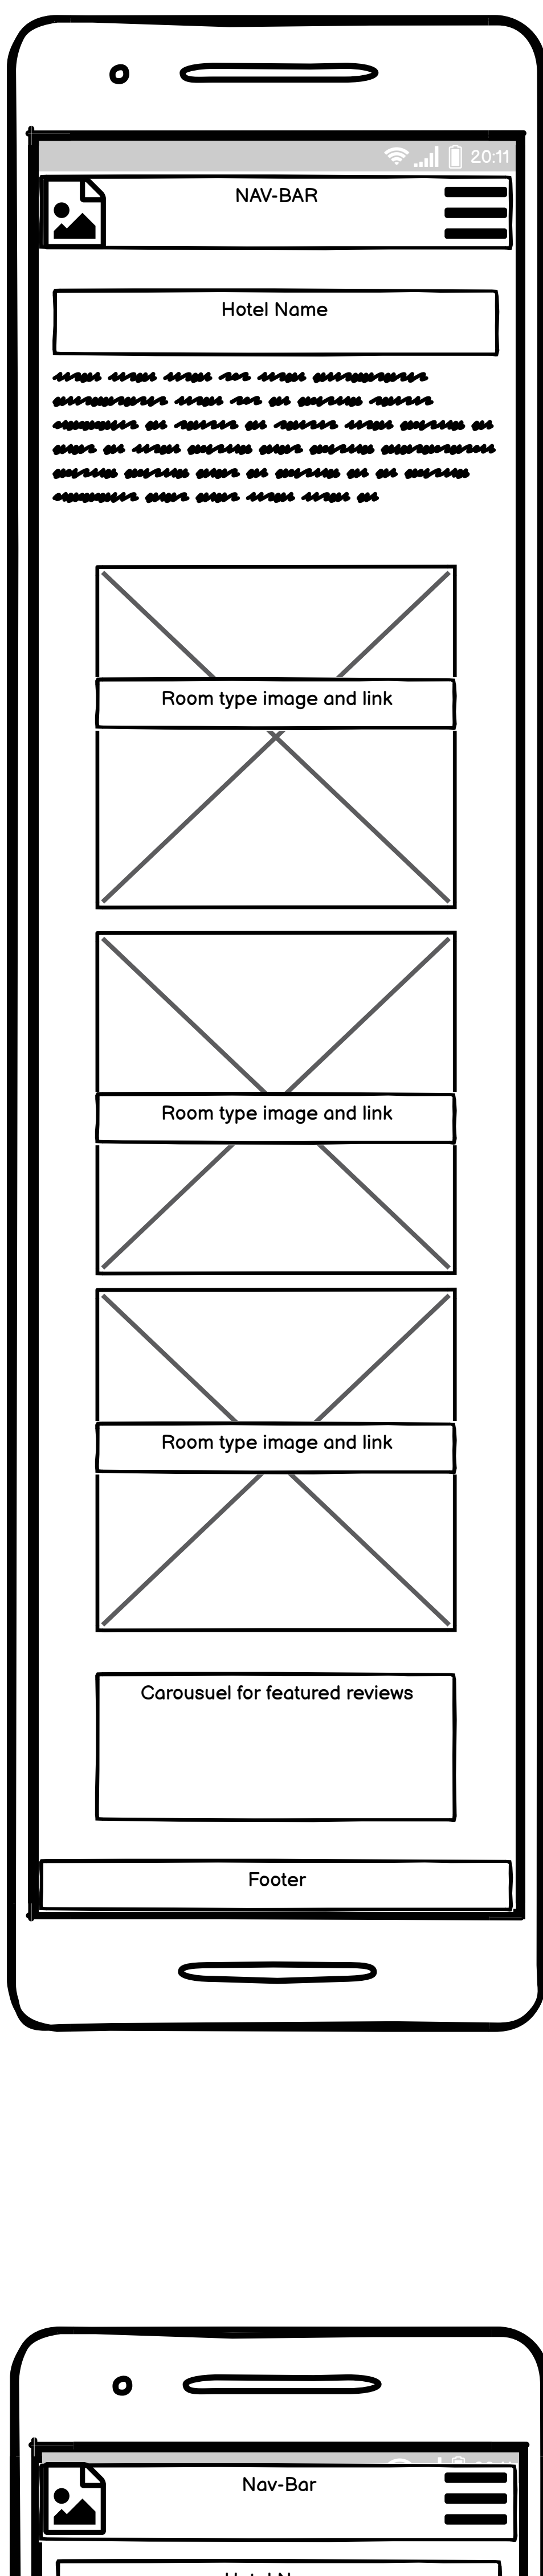 20:11
NAV-BAR
Hotel Name
Room type image and link
Room type image and link
Room type image and link
Carousuel for featured reviews
Footer
Nav-Bar